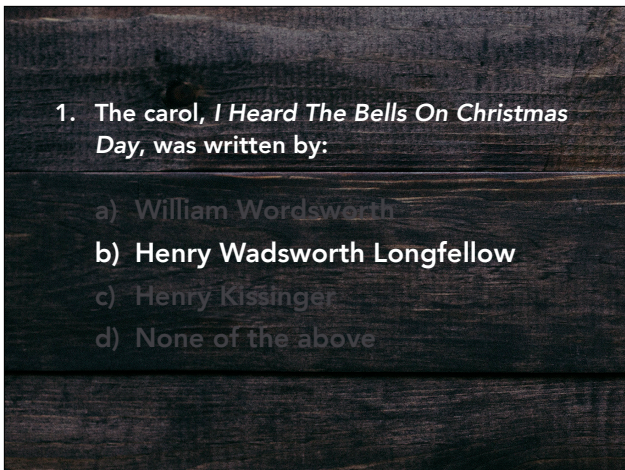 1. The carol, I Heard The Bells On Christmas
Day, was written by:
a) William Wordsworth
b) Henry Wadsworth Longfellow
c) Henry Kissinger
d) None of the above